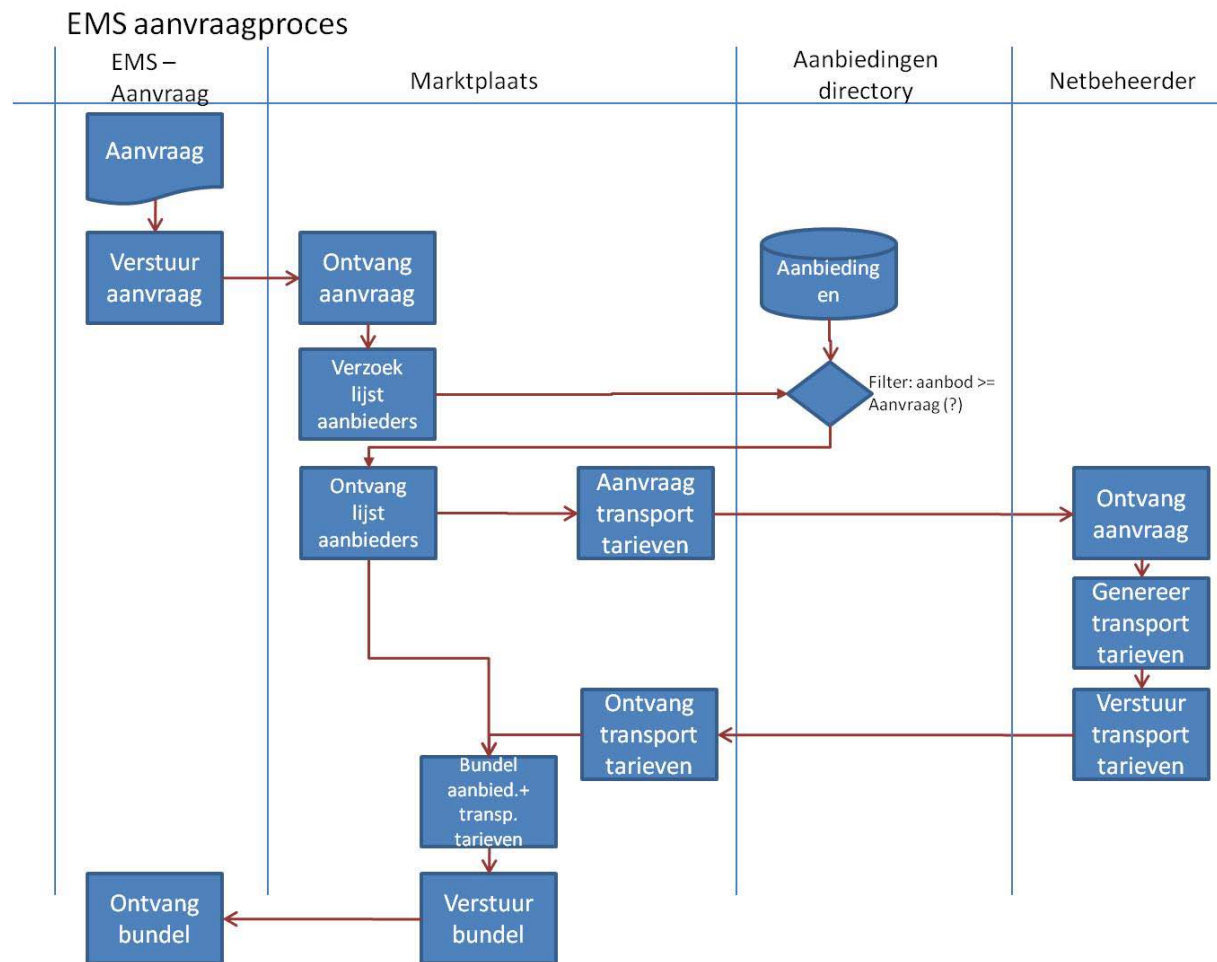 EMS aanvraagproces
EMS –
Aanvraag
Marktplaats
Aanbiedingen
directory
Netbeheerder
Aanvraag
Verstuur
aanvraag
Ontvang
aanvraag
Aanbieding
en
Verzoek
lijst
aanbieders
Filter: aanbod >=
Aanvraag (?)
Ontvang
lijst
aanbieders
Aanvraag
transport
tarieven
Ontvang
aanvraag
Genereer
transport
tarieven
Ontvang
transport
tarieven
Verstuur
transport
tarieven
Bundel
aanbied.+
transp.
tarieven
Ontvang
bundel
Verstuur
bundel